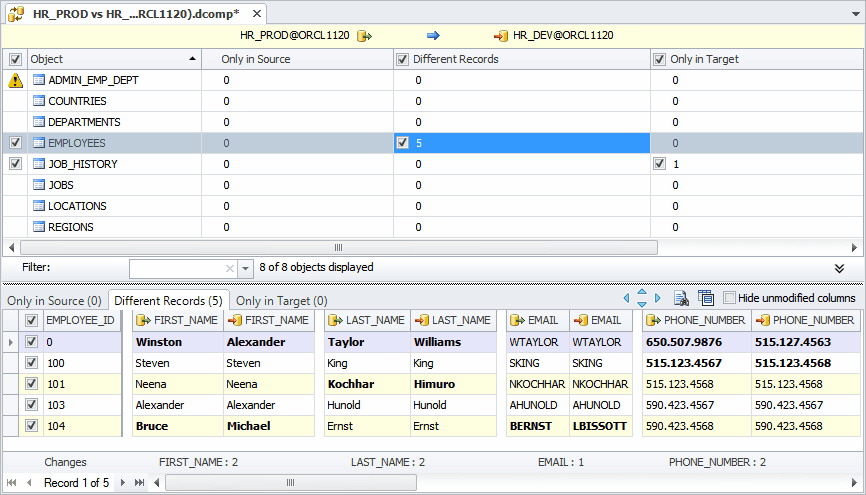 HR_PROD vs HR_...RCL1120).dcomp*
HR_PROD@ORCL1120 HR_DEV@ORCL1120
Object Only in Source Different Records Only in Target
ADMIN_EMP_DEPT 0 0 0
COUNTRIES 0 0 0
DEPARTMENTS 0 0 0
EMPLOYEES 0 5 0
JOB_HISTORY 0 0 1
JOBS 0 0 0
LOCATIONS 0 0 0
REGIONS 0 0 0
Filter: 8 of 8 objects displayed
Only in Source (0) Different Records (5) Only in Target (0) Hide unmodified columns
EMPLOYEE_ID FIRST_NAME FIRST_NAME LAST_NAME LAST_NAME EMAIL EMAIL PHONE_NUMBER PHONE_NUMBER
0 Winston Alexander Taylor Williams WTAYLOR WTAYLOR 650.507.9876 515.127.4563
100 Steven Steven King King SKING SKING 515.123.4567 515.123.4568
101 Neena Neena Kochhar Himuro NKOCHHAR NKOCHHAR 515.123.4568 515.123.4568
103 Alexander Alexander Hunold Hunold AHUNOLD AHUNOLD 590.423.4567 590.423.4567
104 Bruce Michael Ernst Ernst BERNST LBISSOTT 590.423.4568 590.423.4568
Changes FIRST_NAME : 2 LAST_NAME : 2 EMAIL : 1 PHONE_NUMBER : 2
Record 1 of 5